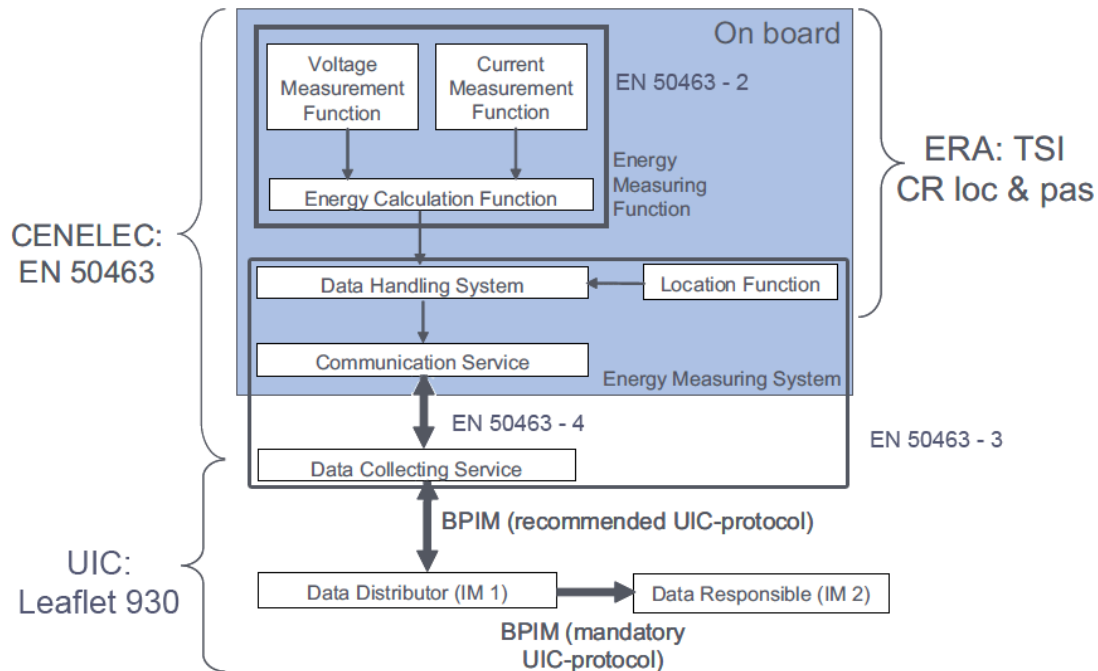 On board
Voltage
Measurement
Function
Current
Measurement
Function
EN 50463 - 2
Energy
Measuring
Function
Energy Calculation Function
ERA: TSI
CR loc & pas
CENELEC:
EN 50463
Data Handling System
Location Function
Communication Service
Energy Measuring System
EN 50463 - 4
EN 50463 - 3
Data Collecting Service
BPIM (recommended UIC-protocol)
UIC:
Leaflet 930
Data Distributor (IM 1)
Data Responsible (IM 2)
BPIM (mandatory
UIC-protocol)